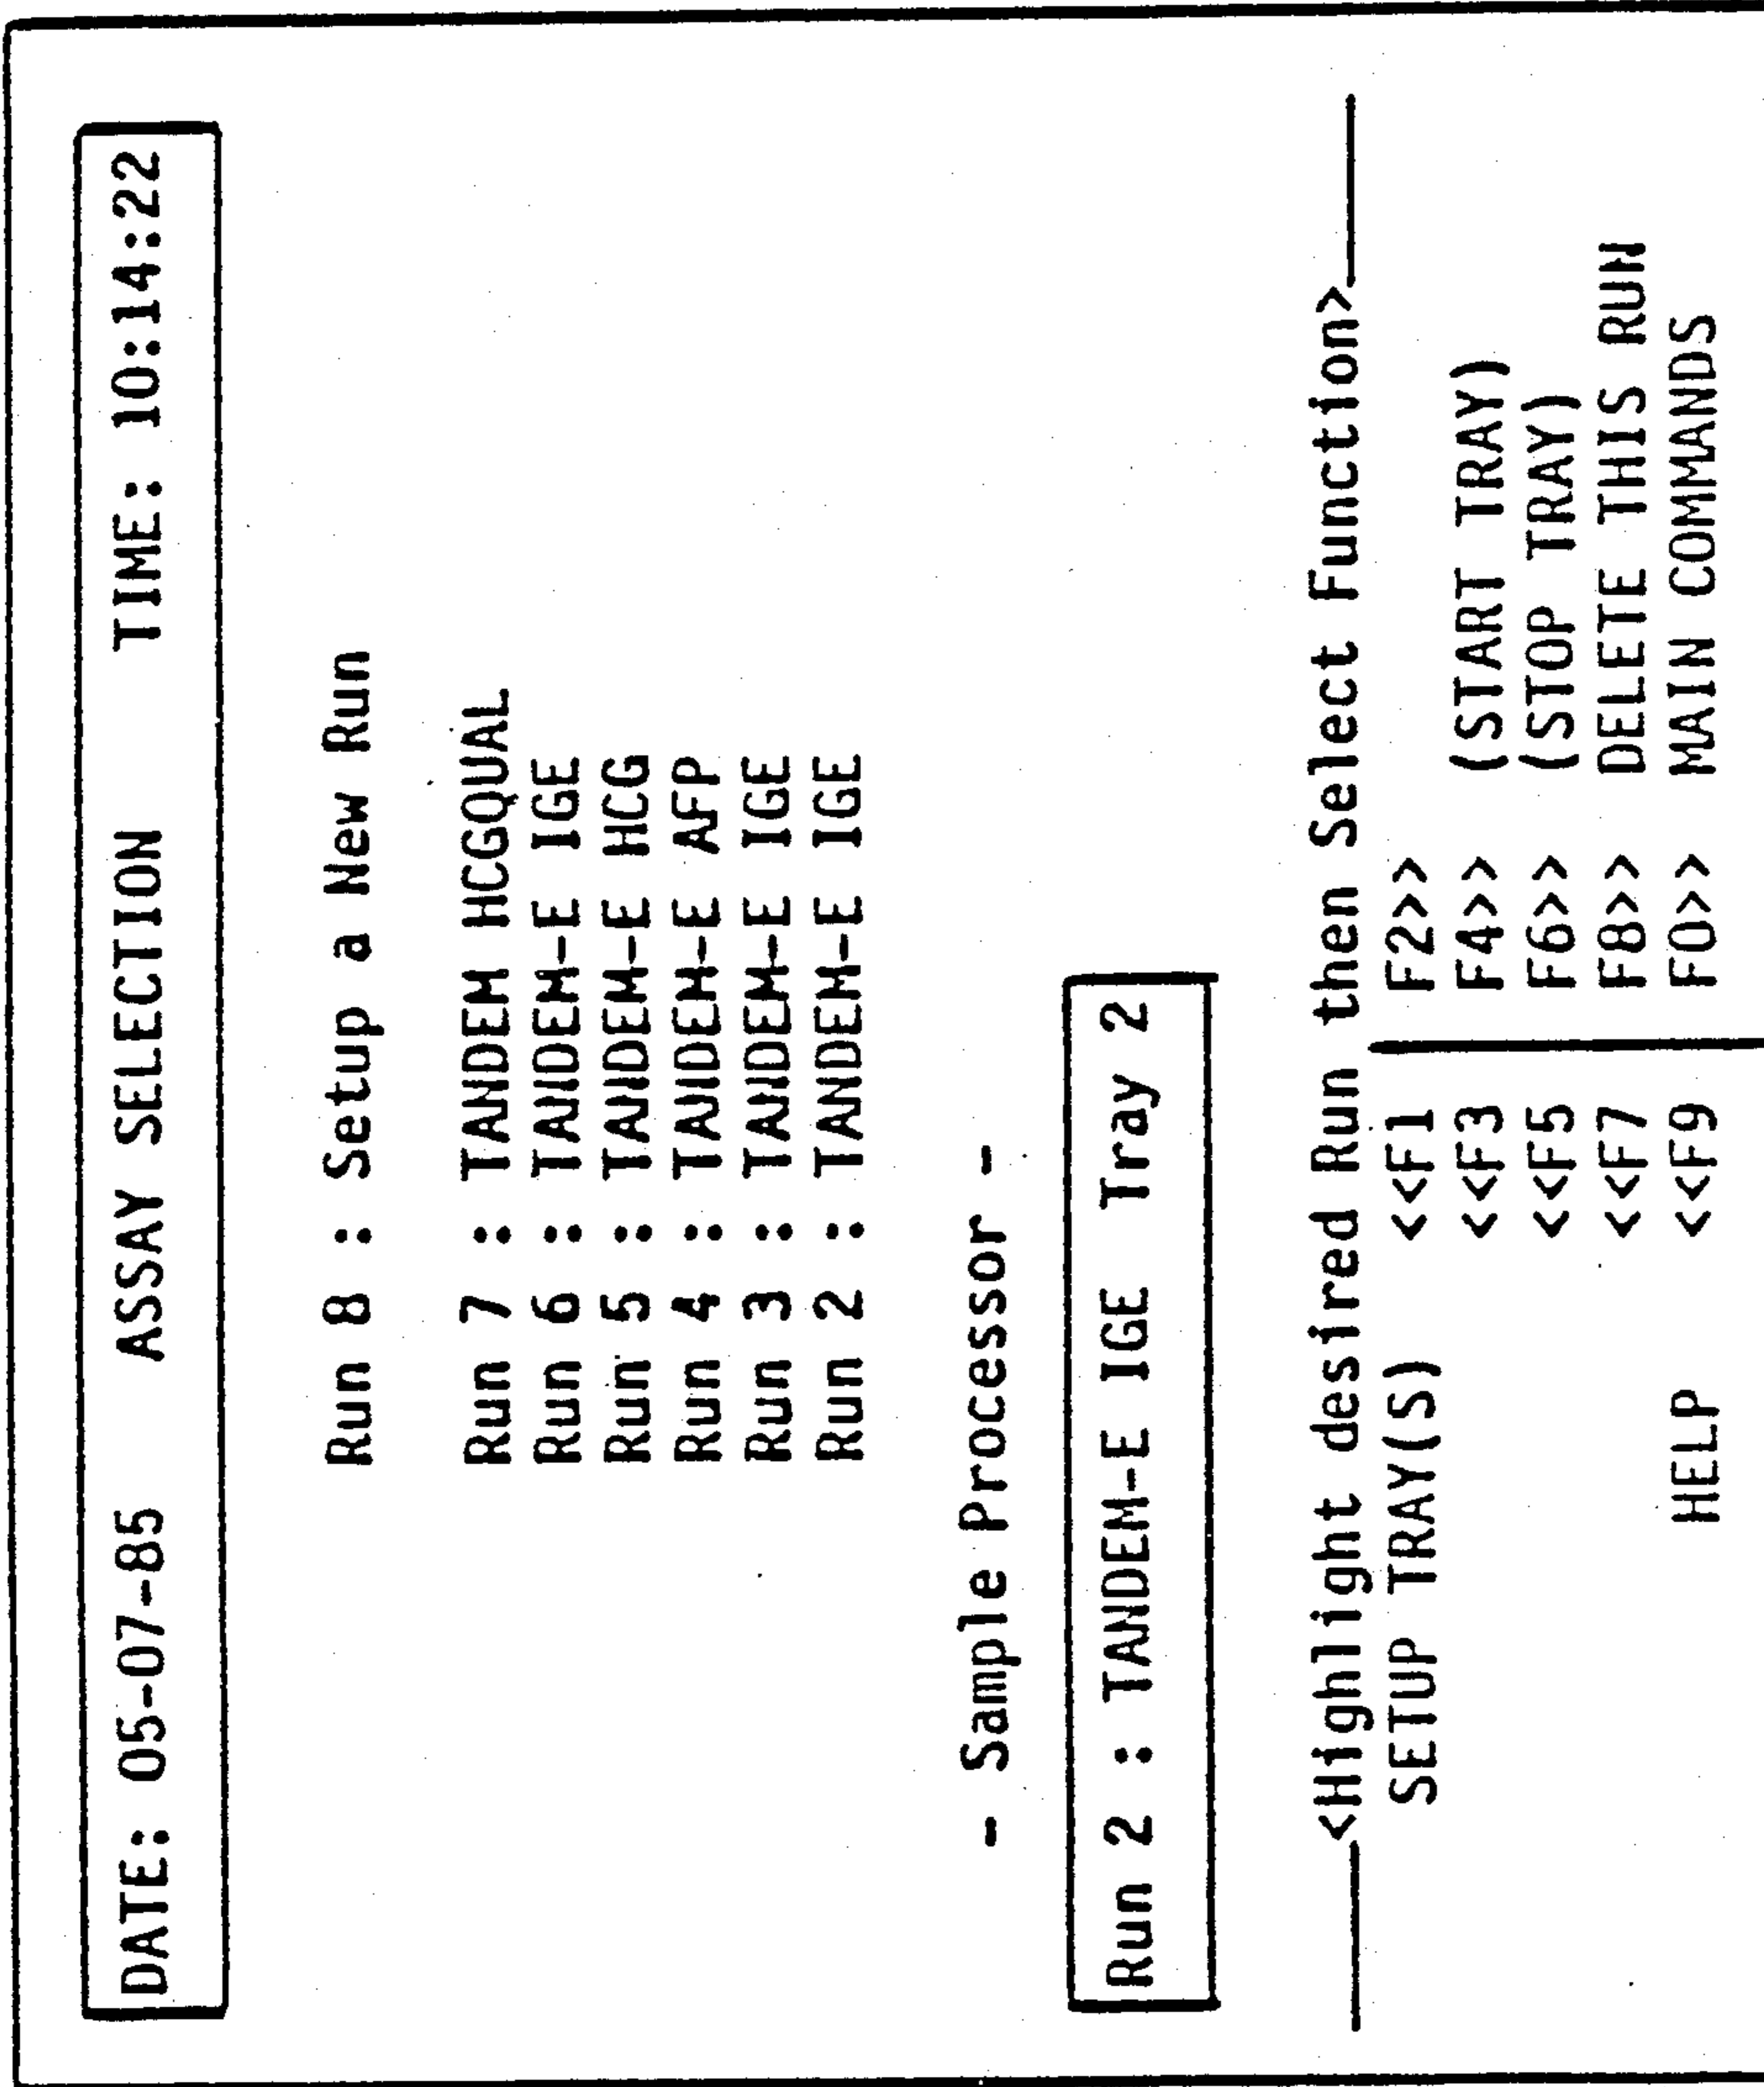 DATE: 05-07-85 ASSAY SELECTION TIME: 10:14:22
Run 8 : Setup a New Run
Run 7 : TANDEM HCGQUAL
Run 6 : TANDEM-E IGE
Run 5 : TANDEM-E HCG
Run 4 : TANDEM-E AFP
Run 3 : TANDEM-E IGE
Run 2 : TANDEM-E IGE
- Sample Processor -
Run 2 : TANDEM-E IGE Tray 2
<Highlight desired Run then Select Function>
SETUP TRAY(S) <<F1 F2>>
<<F3 F4>> (START TRAY)
<<F5 F6>> (STOP TRAY)
<<F7 F8>> DELETE THIS RUN
HELP <<F9 F0>> MAIN COMMANDS